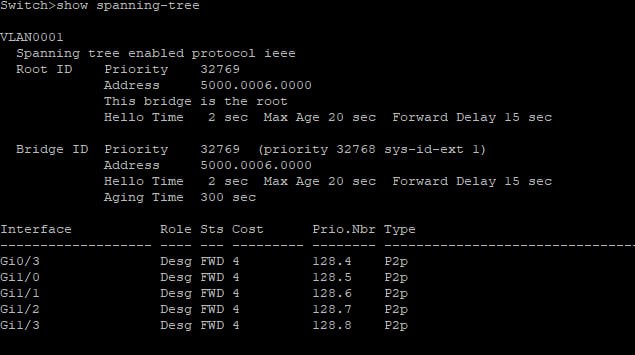 Switch>show spanning-tree
VLAN0001
Spanning tree enabled protocol ieee
Root ID Priority 32769
Address 5000.0006.0000
This bridge is the root
Hello Time 2 sec Max Age 20 sec Forward Delay 15 sec
Bridge ID Priority 32769 (priority 32768 sys-id-ext 1)
Address 5000.0006.0000
Hello Time 2 sec Max Age 20 sec Forward Delay 15 sec
Aging Time 300 sec
Interface Role Sts Cost Prio.Nbr Type
------------------- ---- --- --------- -------- --------------------------------
Gi0/3 Desg FWD 4 128.4 P2p
Gi1/0 Desg FWD 4 128.5 P2p
Gi1/1 Desg FWD 4 128.6 P2p
Gi1/2 Desg FWD 4 128.7 P2p
Gi1/3 Desg FWD 4 128.8 P2p